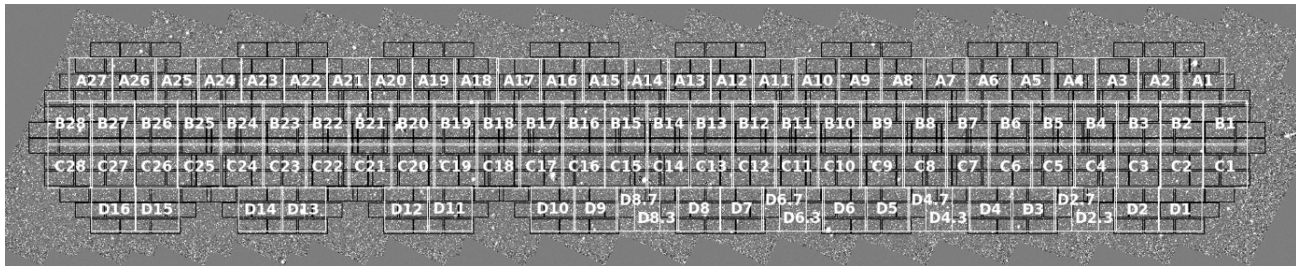 A27 A26 A25 A24 A23 A22 A21 A20 A19 A18 A17 A16 A15 A14 A13 A12 A11 A10 A9 A8 A7 A6 A5 A4 A3 A2 A1
B28 B27 B26 B25 B24 B23 B22 B21 B20 B19 B18 B17 B16 B15 B14 B13 B12 B11 B10 B9 B8 B7 B6 B5 B4 B3 B2 B1
C28 C27 C26 C25 C24 C23 C22 C21 C20 C19 C18 C17 C16 C15 C14 C13 C12 C11 C10 C9 C8 C7 C6 C5 C4 C3 C2 C1
D8.7 D6.7 D4.7 D2.7
D16 D15 D14 D13 D12 D11 D10 D9 D8 D7 D6 D5 D4 D3 D2 D1
D8.3 D6.3 D4.3 D2.3